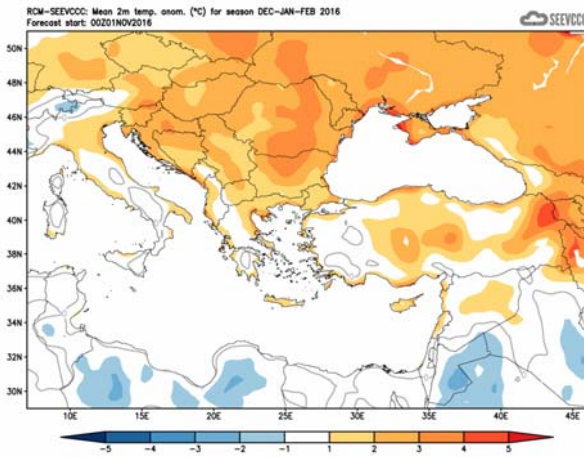 RCM-SEEVCCC: Mean 2m temp. anom. (°C) for season DEC-JAN-FEB 2016
Forecast start: 00Z01NOV2016
SEEVCCC
50N
48N
46N
44N
42N
40N
38N
36N
34N
32N
30N
10E 15E 20E 25E 30E 35E 40E 45E
-5 -4 -3 -2 -1 1 2 3 4 5